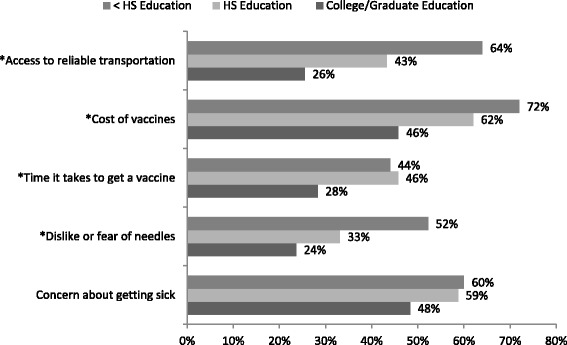 < HS Education HS Education College/Graduate Education
*Access to reliable transportation
64%
43%
26%
*Cost of vaccines
72%
62%
46%
*Time it takes to get a vaccine
44%
46%
28%
*Dislike or fear of needles
52%
33%
24%
Concern about getting sick
60%
59%
48%
0% 10% 20% 30% 40% 50% 60% 70% 80%